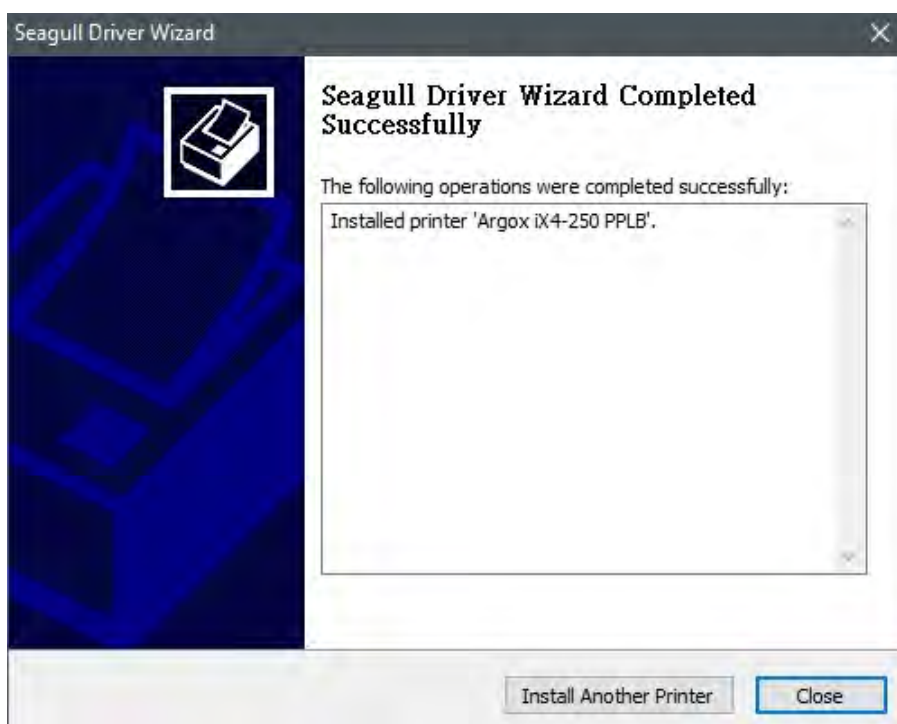 Seagull Driver Wizard
Seagull Driver Wizard Completed
Successfully
The following operations were completed successfully:
Installed printer 'Argox iX4-250 PPLB'.
Install Another Printer
Close